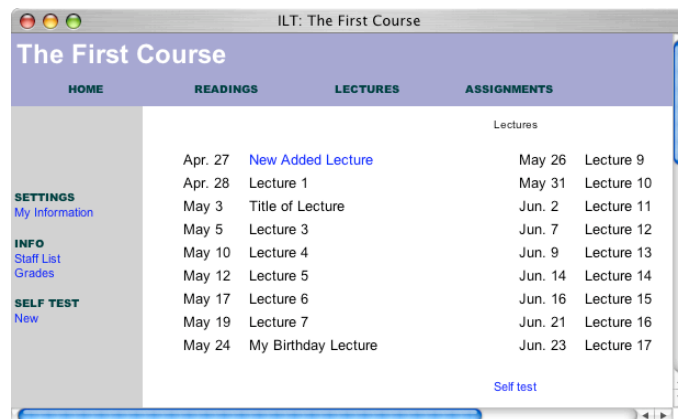 ILT: The First Course
The First Course
HOME READINGS LECTURES ASSIGNMENTS
Lectures
SETTINGS
My Information
INFO
Staff List
Grades
SELF TEST
New
Apr. 27 New Added Lecture
Apr. 28 Lecture 1
May 3 Title of Lecture
May 5 Lecture 3
May 10 Lecture 4
May 12 Lecture 5
May 17 Lecture 6
May 19 Lecture 7
May 24 My Birthday Lecture
May 26 Lecture 9
May 31 Lecture 10
Jun. 2 Lecture 11
Jun. 7 Lecture 12
Jun. 9 Lecture 13
Jun. 14 Lecture 14
Jun. 16 Lecture 15
Jun. 21 Lecture 16
Jun. 23 Lecture 17
Self test